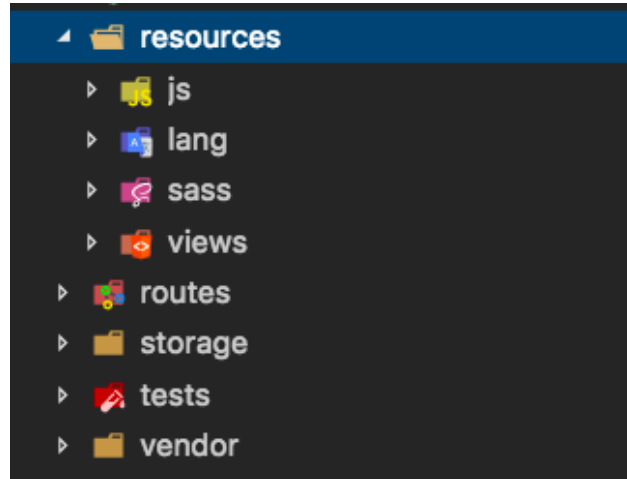 resources
js
lang
sass
views
routes
storage
tests
vendor